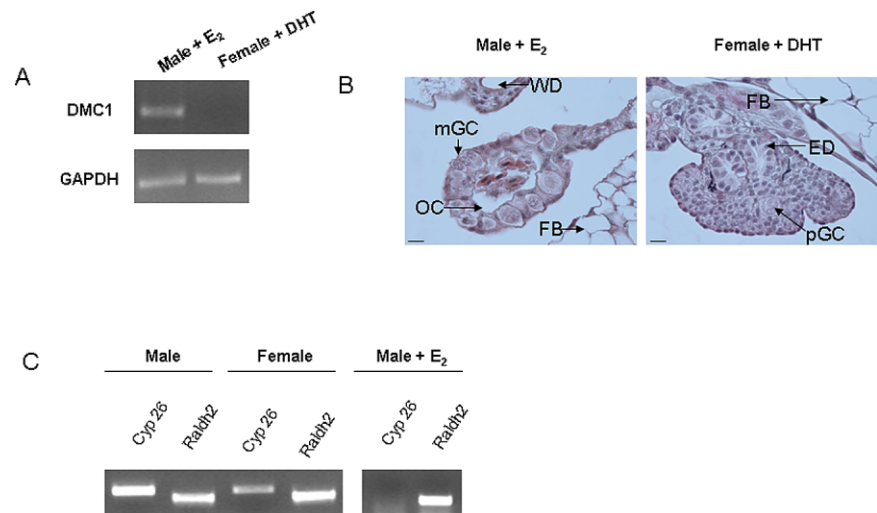 A
Male + E2
Female + DHT
DMC1
GAPDH
B
Male + E2
Female + DHT
WD
mGC
OC
FB
FB
ED
pGC
C
Male
Female
Male + E2
Cyp 26
Raldh2
Cyp 26
Raldh2
Cyp 26
Raldh2